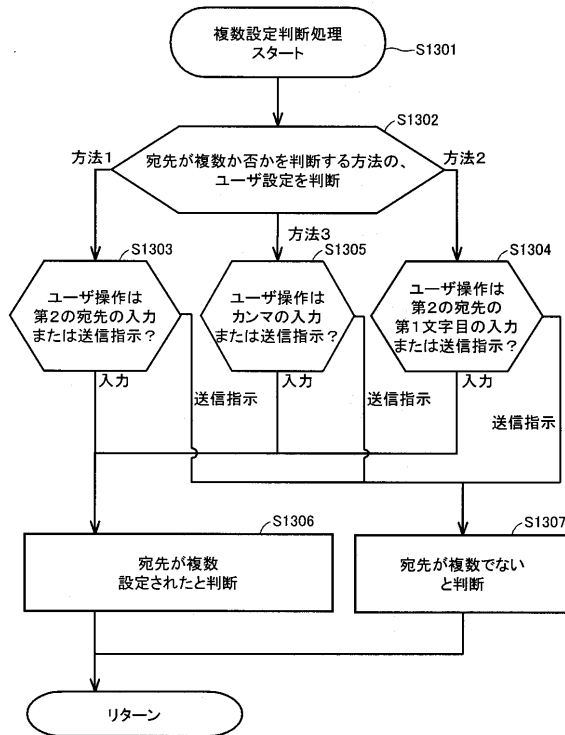 複数設定判断処理
スタート
S1301
S1302
宛先が複数か否かを判断する方法の、
ユーザ設定を判断
方法1
方法2
方法3
S1303
S1305
S1304
ユーザ操作は
第2の宛先の入力
または送信指示？
ユーザ操作は
カンマの入力
または送信指示？
ユーザ操作は
第2の宛先の
第1文字目の入力
または送信指示？
入力
送信指示
入力
送信指示
入力
送信指示
S1306
S1307
宛先が複数
設定されたと判断
宛先が複数でない
と判断
リターン